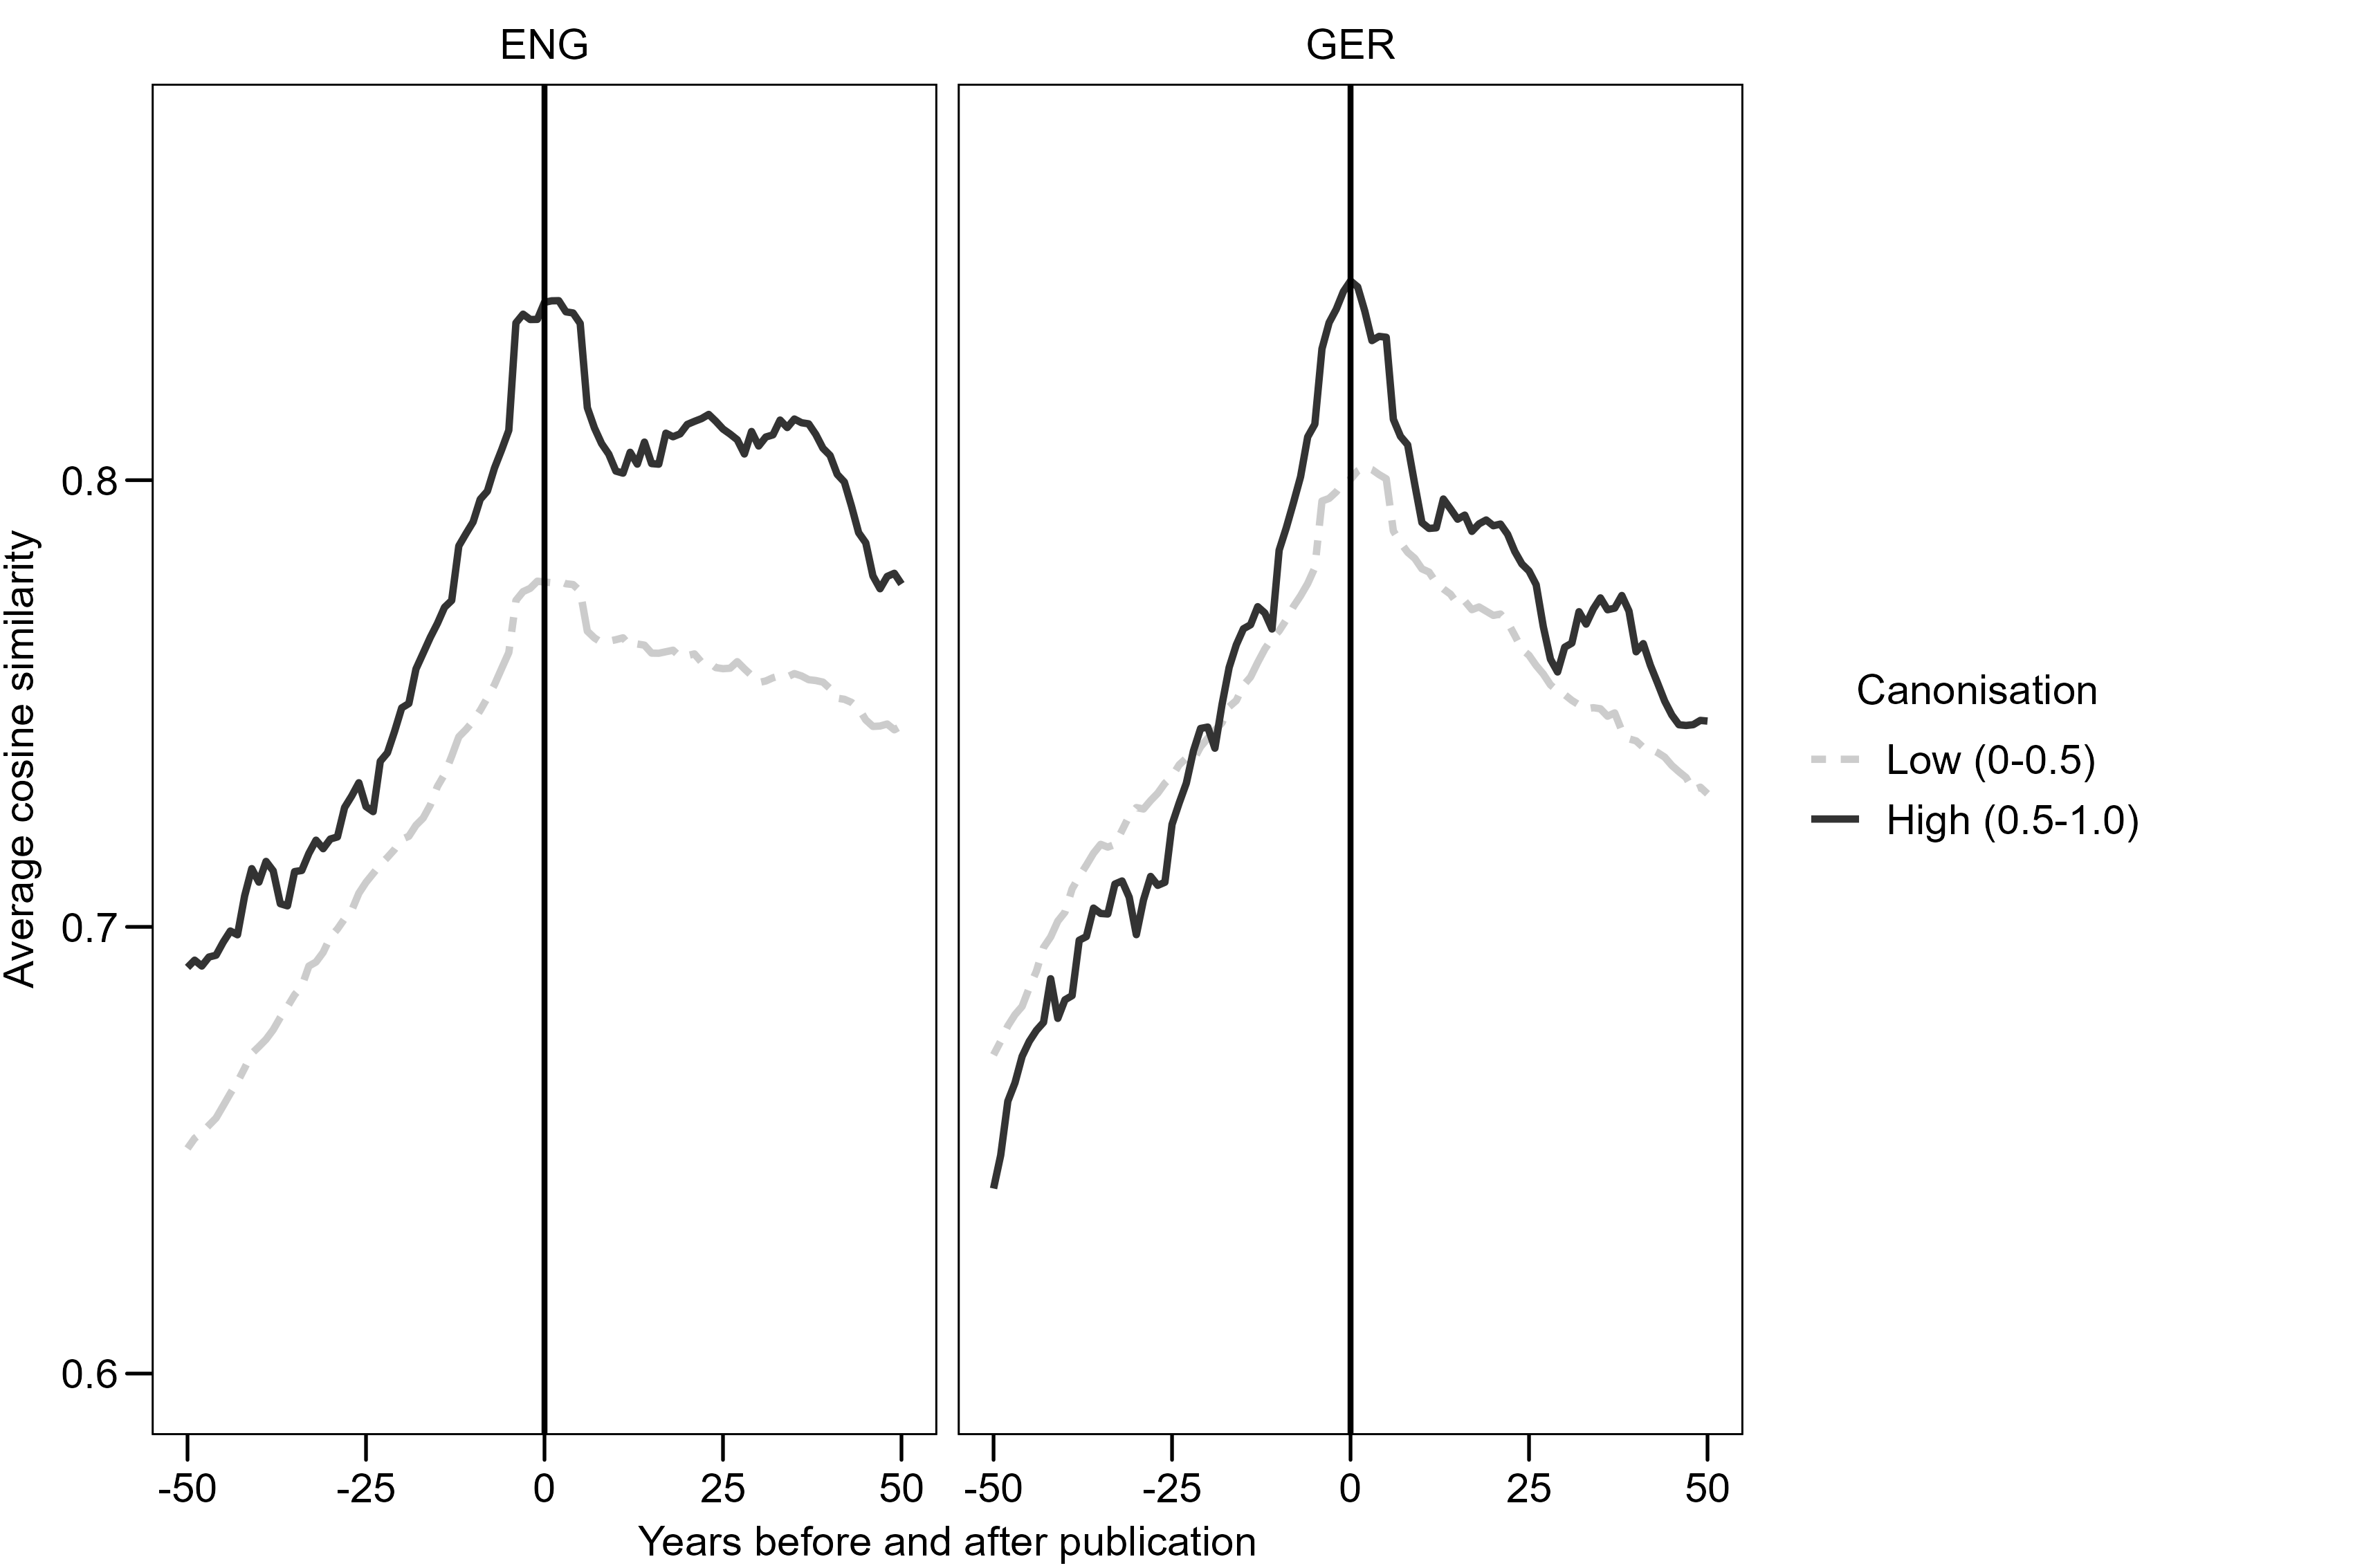 ENG
GER
Average cosine similarity
0.8
0.7
0.6
-50 -25 0 25 50
-50 -25 0 25 50
Years before and after publication
Canonisation
Low (0-0.5)
High (0.5-1.0)